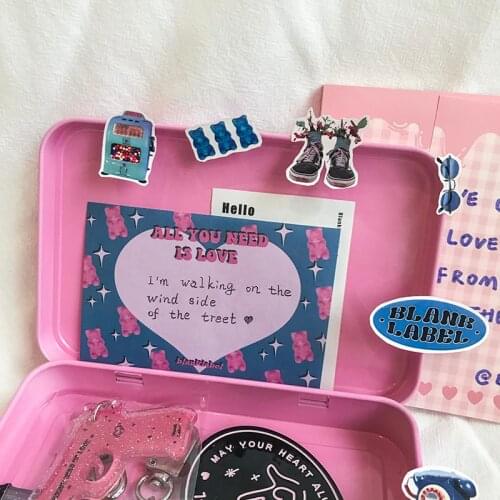 Hello
ALL YOU NEED
IS LOVE
I'm walking on the
wind side
of the treet
blanklabel
LOVE
FROM
BLANK
LABEL
MAY YOUR HEART